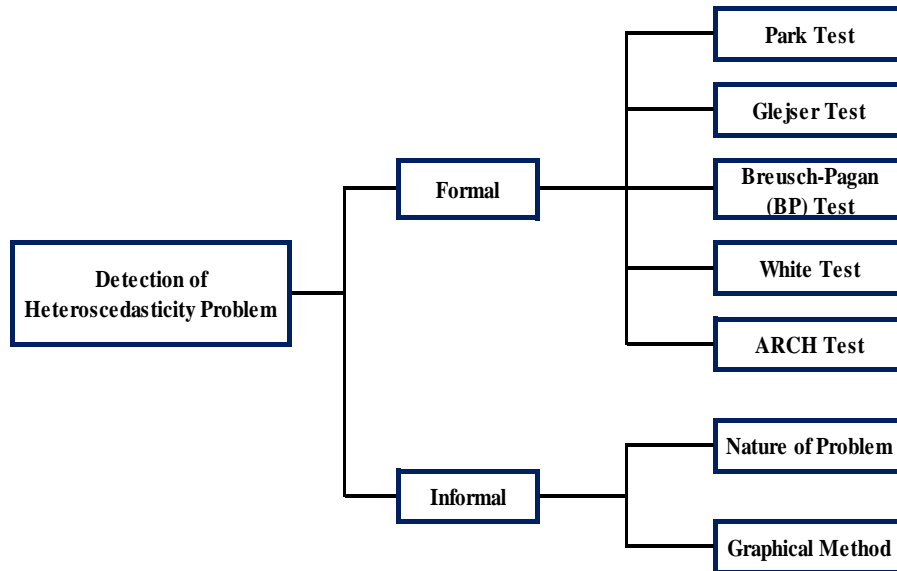 Park Test
Glejser Test
Breusch-Pagan
(BP) Test
Formal
White Test
Detection of
Heteroscedasticity Problem
ARCH Test
Nature of Problem
Informal
Graphical Method